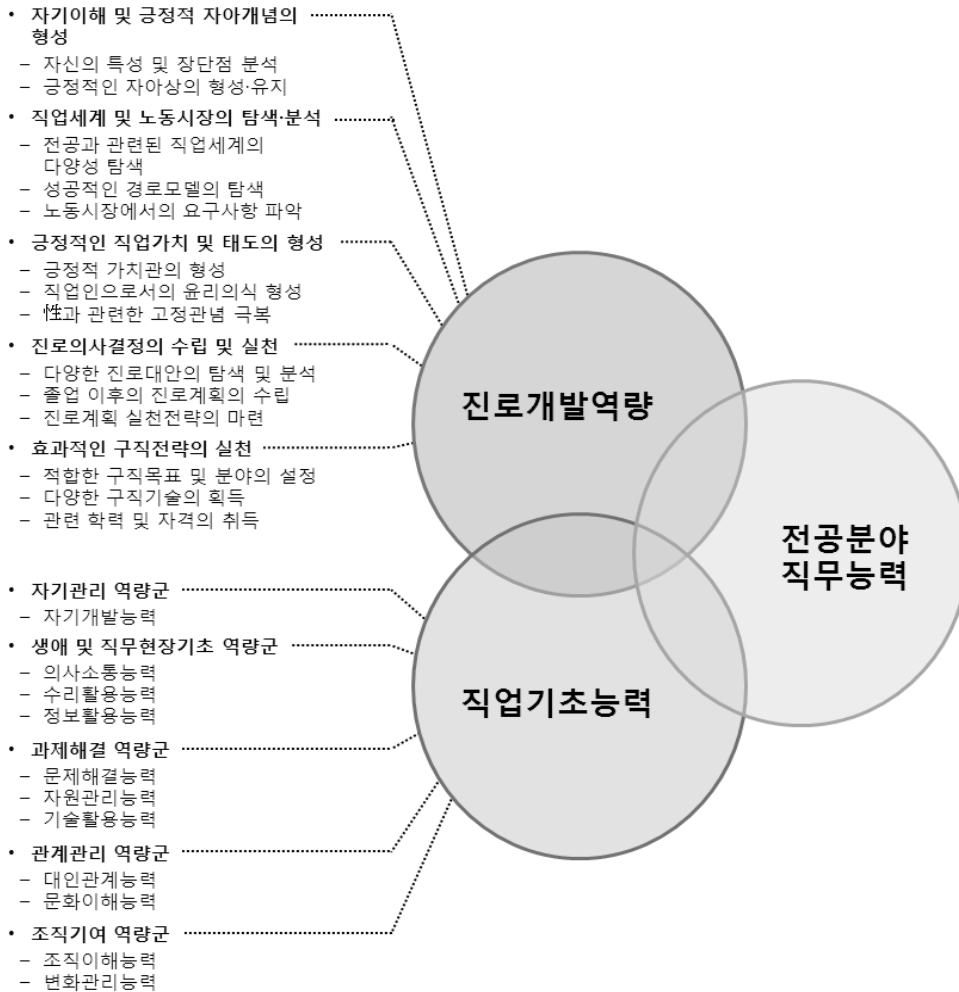 • 자기이해 및 긍정적 자아개념의
형성
– 자신의 특성 및 장단점 분석
– 긍정적인 자아상의 형성·유지
• 직업세계 및 노동시장의 탐색·분석
– 전공과 관련된 직업세계의
다양성 탐색
– 성공적인 경로모델의 탐색
– 노동시장에서의 요구사항 파악
• 긍정적인 직업가치 및 태도의 형성
– 긍정적 가치관의 형성
– 직업인으로서의 윤리의식 형성
– 性과 관련한 고정관념 극복
• 진로의사결정의 수립 및 실천
– 다양한 진로대안의 탐색 및 분석
– 졸업 이후의 진로계획의 수립
– 진로계획 실천전략의 마련
• 효과적인 구직전략의 실천
– 적합한 구직목표 및 분야의 설정
– 다양한 구직기술의 획득
– 관련 학력 및 자격의 취득
• 자기관리 역량군
– 자기개발능력
• 생애 및 직무현장기초 역량군
– 의사소통능력
– 수리활용능력
– 정보활용능력
• 과제해결 역량군
– 문제해결능력
– 자원관리능력
– 기술활용능력
• 관계관리 역량군
– 대인관계능력
– 문화이해능력
• 조직기여 역량군
– 조직이해능력
– 변화관리능력
진로개발역량
전공분야
직무능력
직업기초능력